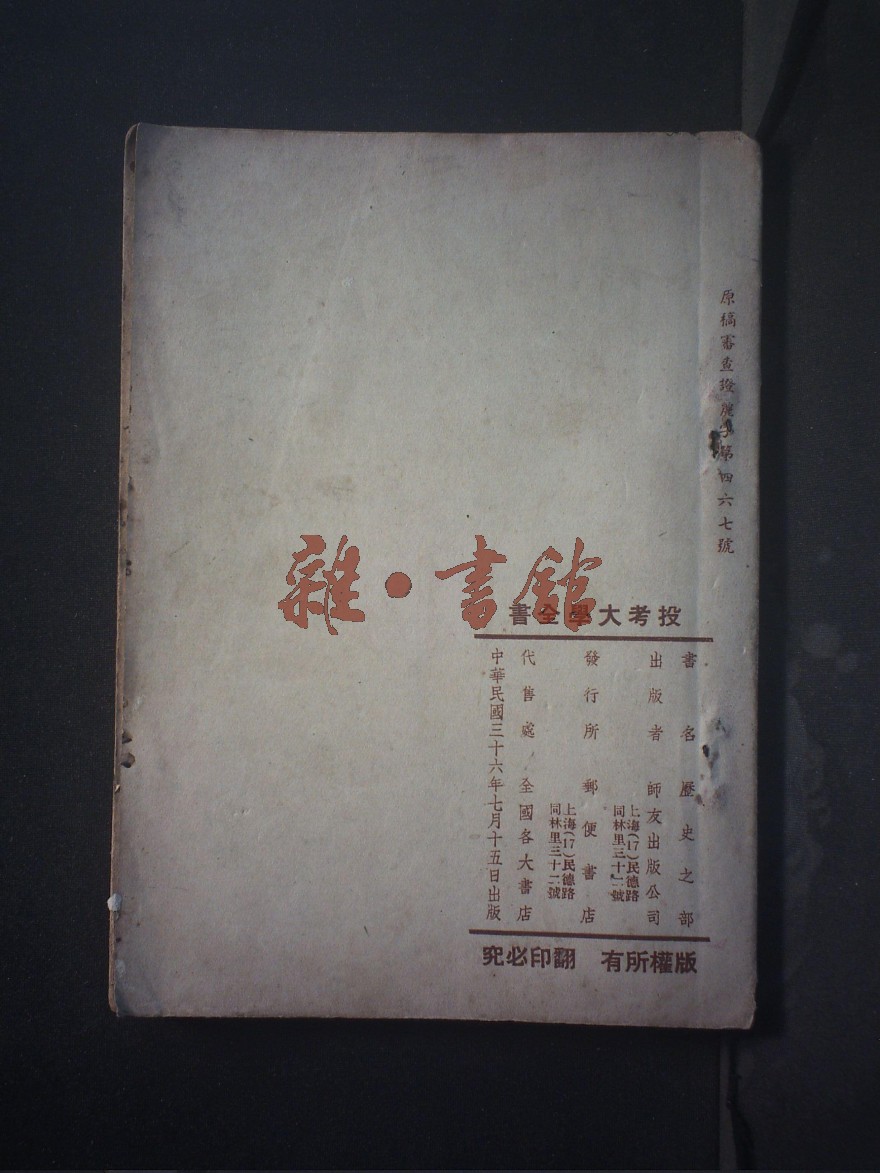 原稿審查證
第四六七號
雜·書館
投考大學全書
書名 歷史之部
出版者 師友出版公司
上海(17)民德路
同林里三十二號
發行所 郵便書店
上海(17)民德路
同林里三十二號
代售處 全國各大書店
中華民國三十六年七月十五日出版
版權所有 翻印必究